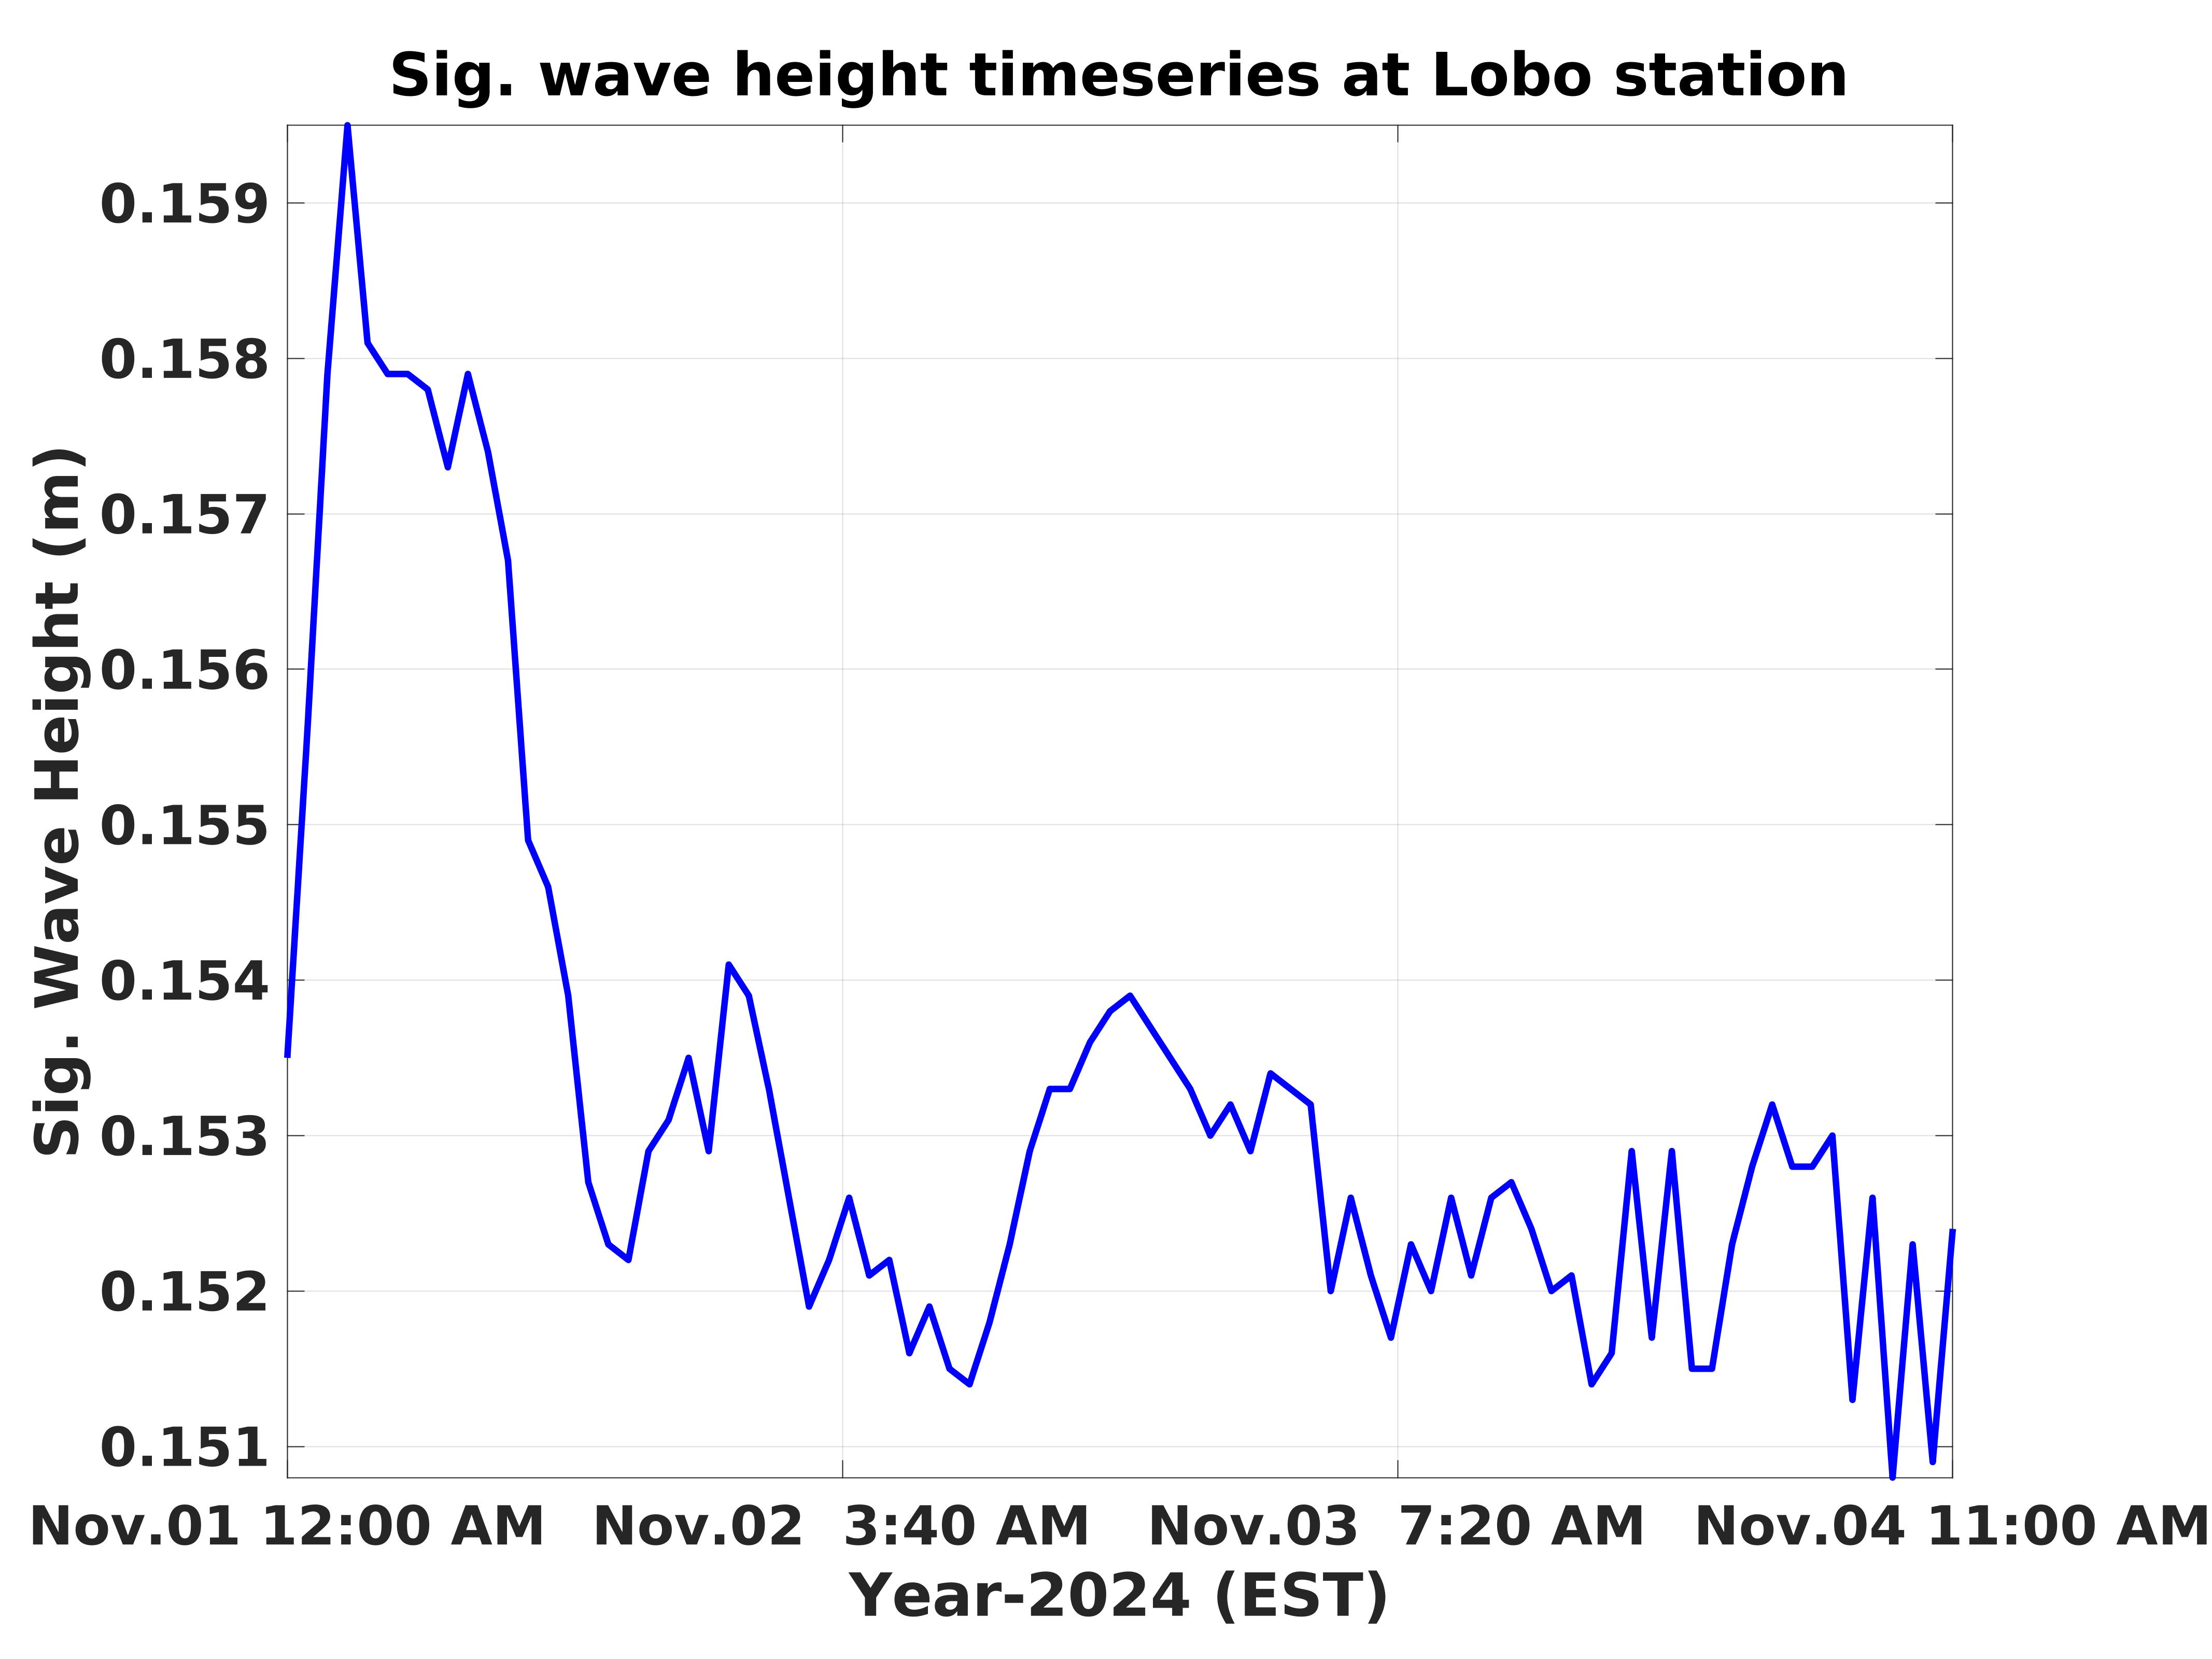 Sig. wave height timeseries at Lobo station
Sig. Wave Height (m)
0.159
0.158
0.157
0.156
0.155
0.154
0.153
0.152
0.151
Nov.01 12:00 AM Nov.02 3:40 AM Nov.03 7:20 AM Nov.04 11:00 AM
Year-2024 (EST)